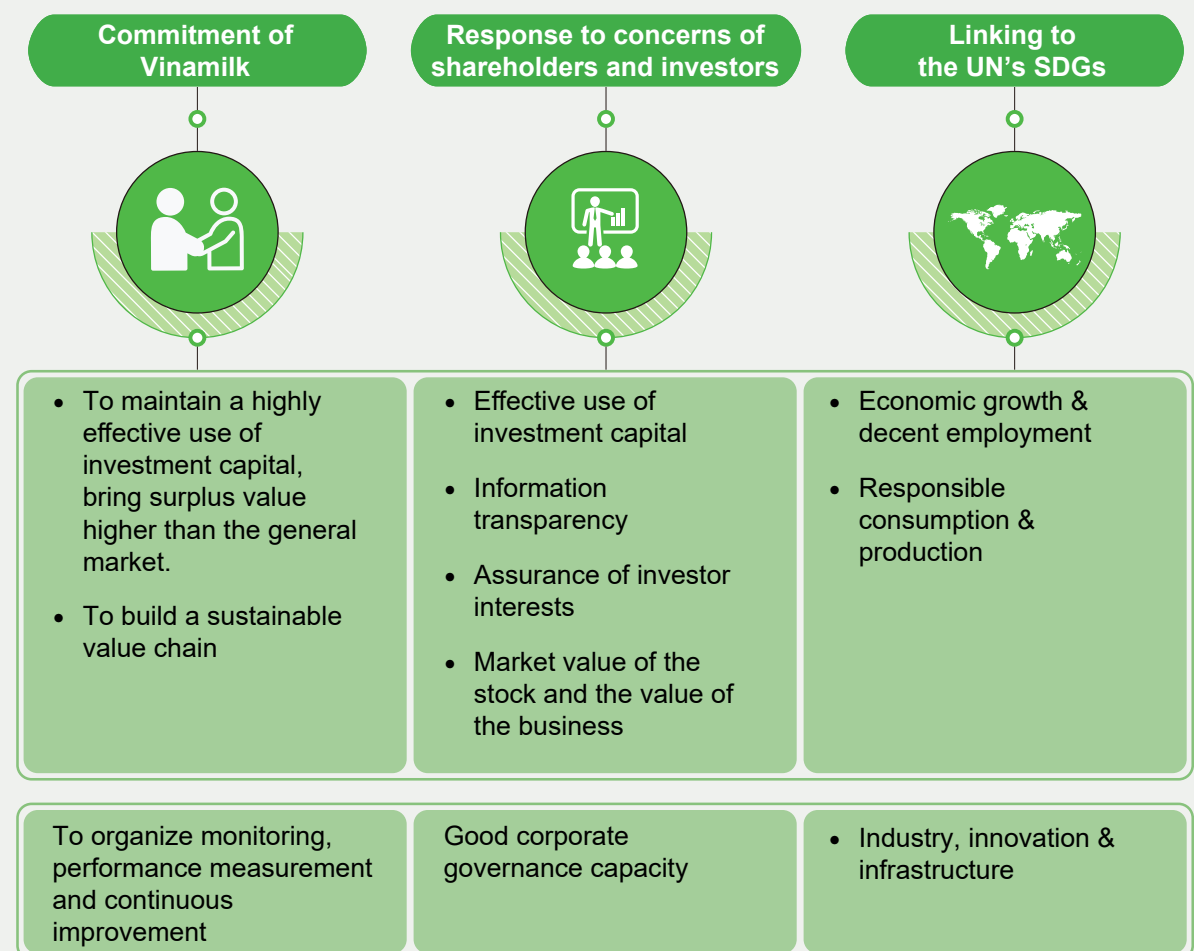 Commitment of
Vinamilk
Response to concerns of
shareholders and investors
Linking to
the UN's SDGs
• To maintain a highly
effective use of
investment capital,
bring surplus value
higher than the general
market.
• To build a sustainable
value chain
• Effective use of
investment capital
• Information
transparency
• Assurance of investor
interests
• Market value of the
stock and the value of
the business
• Economic growth &
decent employment
• Responsible
consumption &
production
To organize monitoring,
performance measurement
and continuous
improvement
Good corporate
governance capacity
• Industry, innovation &
infrastructure